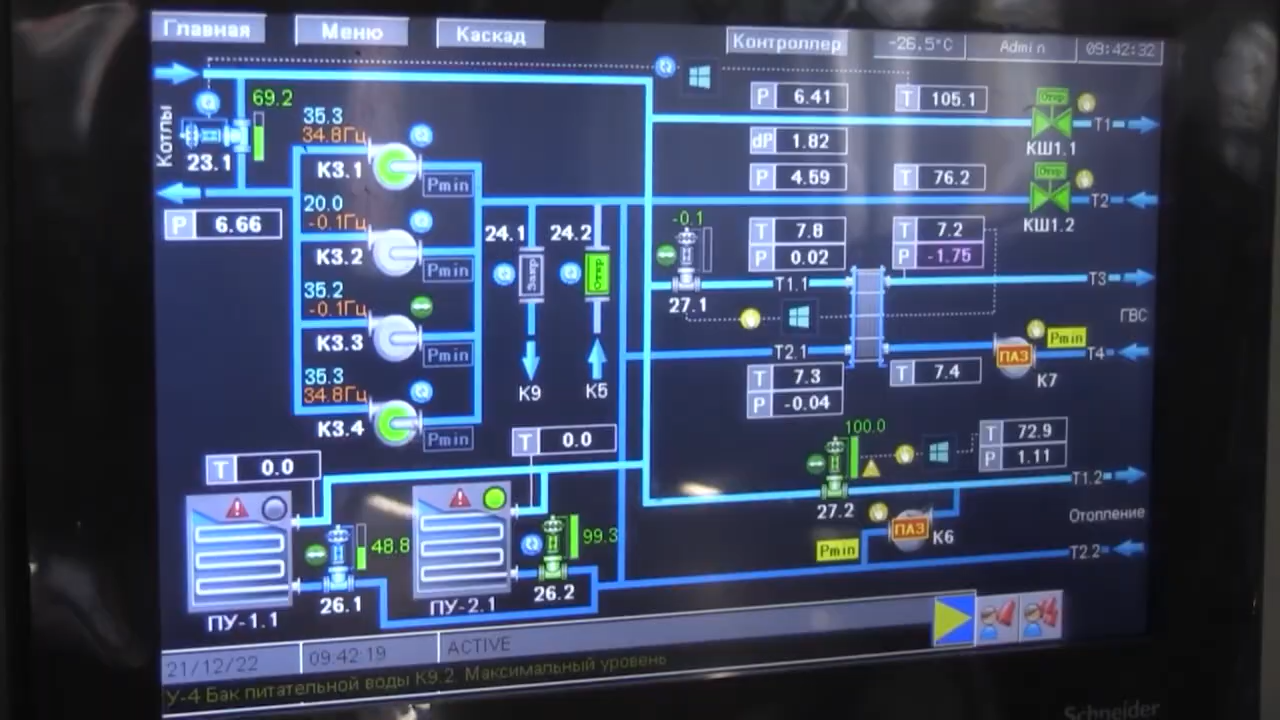 Главная Меню Каскад Контроллер -26.5°C Admin 09:42:32
Котлы
69.2
23.1
P 6.66
35.3
34.8Гц
К3.1
Pmin
20.0
-0.1Гц
К3.2
Pmin
35.2
-0.1Гц
К3.3
Pmin
35.3
34.8Гц
К3.4
Pmin
24.1
Закр
К9
24.2
Откр
К5
P 6.41
T 105.1
Откр
КШ1.1
T1
dP 1.82
P 4.59
T 76.2
Откр
КШ1.2
T2
-0.1
27.1
T 7.8
P 0.02
T 7.2
P -1.75
T1.1
T3
ГВС
T2.1
T 7.3
P -0.04
T 7.4
ПАЗ
Pmin
К7
T4
100.0
27.2
T 72.9
P 1.11
T1.2
Отопление
ПАЗ
К6
Pmin
T2.2
T 0.0
T 0.0
ПУ-1.1
48.8
26.1
ПУ-2.1
99.3
26.2
21/12/22 09:42:19 ACTIVE
У-4 Бак питательной воды К9.2 Максимальный уровень
Schneider